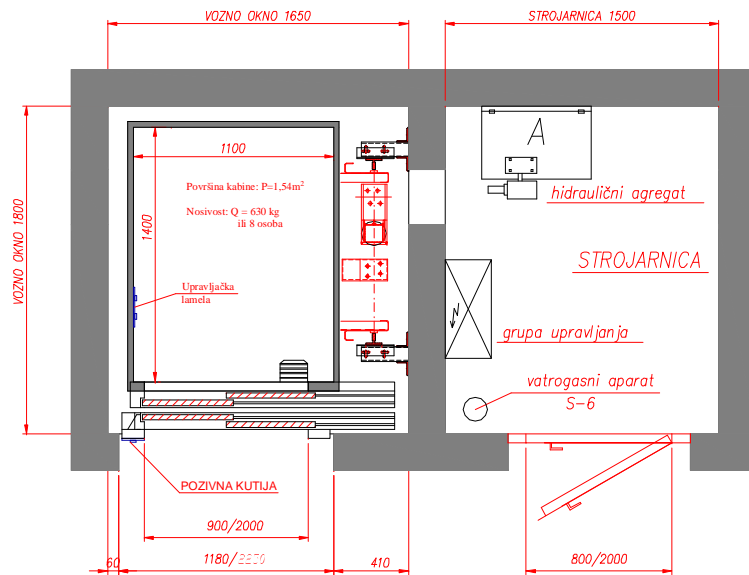 VOZNO OKNO 1650
STROJARNICA 1500
VOZNO OKNO 1800
1100
1400
Površina kabine: P=1,54m²
Nosivost: Q = 630 kg
ili 8 osoba
Upravljačka
lamela
A
hidraulični agregat
STROJARNICA
grupa upravljanja
vatrogasni aparat
S-6
POZIVNA KUTIJA
900/2000
60
1180/
410
800/2000